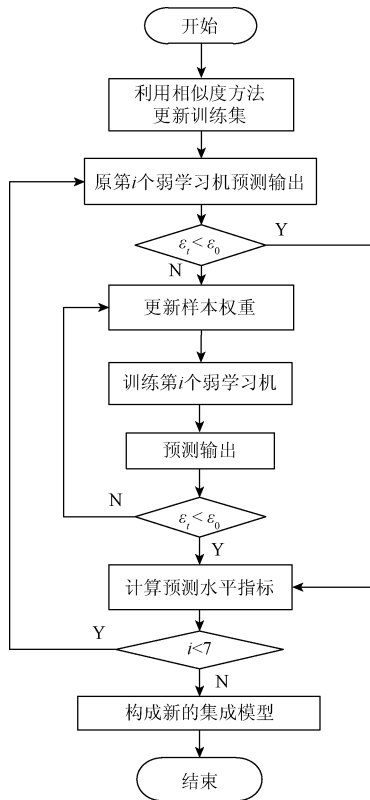 开始
利用相似度方法
更新训练集
原第i个弱学习机预测输出
εt < ε0
Y
N
更新样本权重
训练第i个弱学习机
预测输出
N
εt < ε0
Y
计算预测水平指标
Y
i<7
N
构成新的集成模型
结束